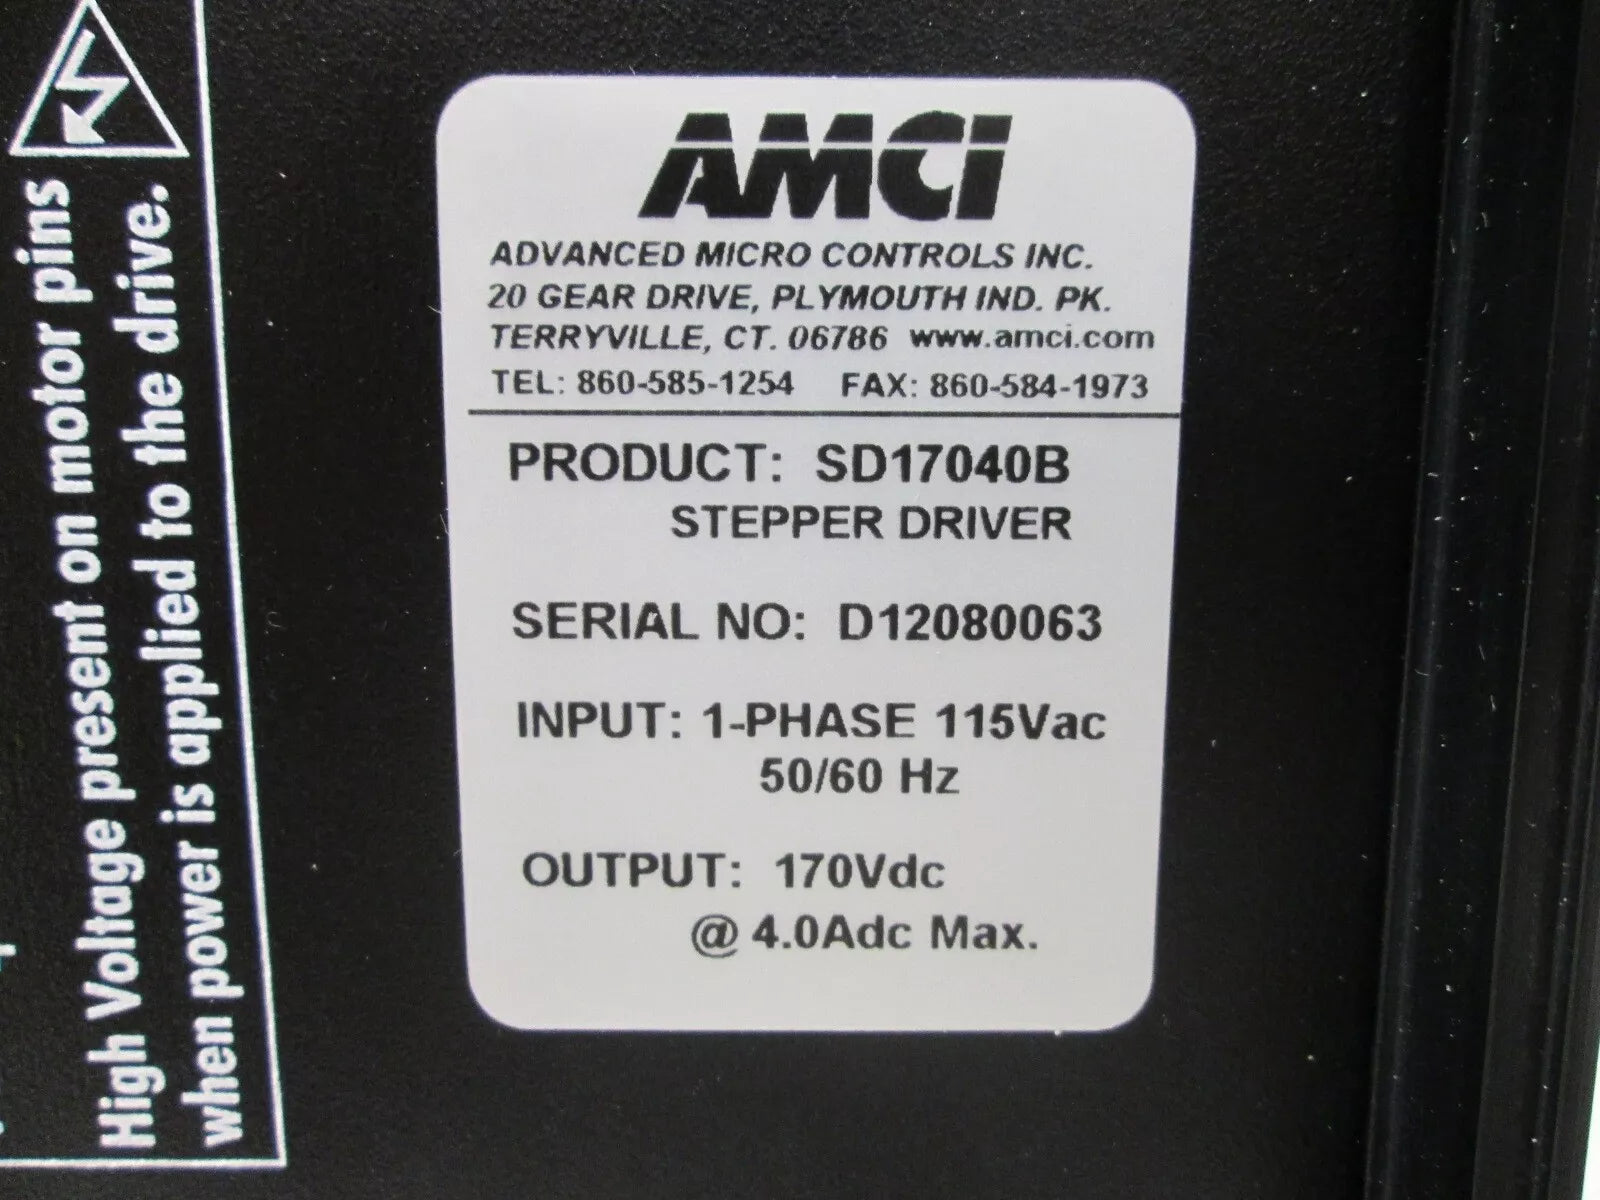 High Voltage present on motor pins
when power is applied to the drive.
AMCI
ADVANCED MICRO CONTROLS INC.
20 GEAR DRIVE, PLYMOUTH IND. PK.
TERRYVILLE, CT. 06786 www.amci.com
TEL: 860-585-1254 FAX: 860-584-1973
PRODUCT: SD17040B
STEPPER DRIVER
SERIAL NO: D12080063
INPUT: 1-PHASE 115Vac
50/60 Hz
OUTPUT: 170Vdc
@ 4.0Adc Max.